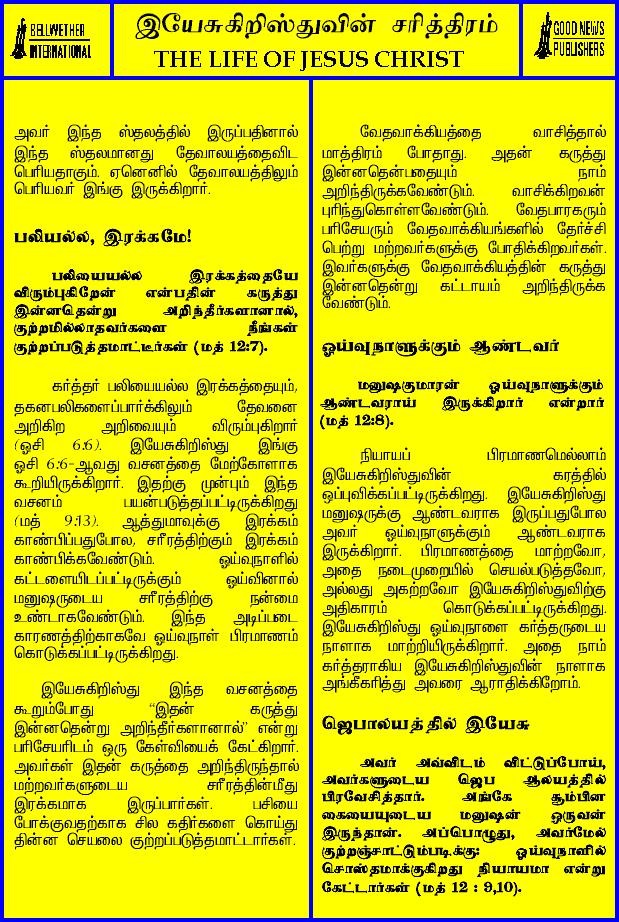 BELLWETHER
INTERNATIONAL
இயேசுகிறிஸ்துவின் சரித்திரம்
THE LIFE OF JESUS CHRIST
GOOD NEWS
PUBLISHERS
அவர் இந்த ஸ்தலத்தில் இருப்பதினால்
இந்த ஸ்தலமானது தேவாலயத்தைவிட
பெரியதாகும். ஏனெனில் தேவாலயத்திலும்
பெரியவர் இங்கு இருக்கிறார்.
பலியல்ல, இரக்கமே!
பலியையல்ல இரக்கத்தையே
விரும்புகிறேன் என்பதின் கருத்து
இன்னதென்று அறிந்தீர்களானால்,
குற்றமில்லாதவர்களை நீங்கள்
குற்றப்படுத்தமாட்டீர்கள் (மத் 12:7).
கர்த்தர் பலியையல்ல இரக்கத்தையும்,
தகனபலிகளைப்பார்க்கிலும் தேவனை
அறிகிற அறிவையும் விரும்புகிறார்
(ஓசி 6:6). இயேசுகிறிஸ்து இங்கு
ஓசி 6:6-ஆவது வசனத்தை மேற்கோளாக
கூறியிருக்கிறார். இதற்கு முன்பும் இந்த
வசனம் பயன்படுத்தப்பட்டிருக்கிறது
(மத் 9:13). ஆத்துமாவுக்கு இரக்கம்
காண்பிப்பதுபோல, சரீரத்திற்கும் இரக்கம்
காண்பிக்கவேண்டும். ஓய்வுநாளில்
கட்டளையிடப்பட்டிருக்கும் ஓய்வினால்
மனுஷருடைய சரீரத்திற்கு நன்மை
உண்டாகவேண்டும். இந்த அடிப்படை
காரணத்திற்காகவே ஓய்வுநாள் பிரமாணம்
கொடுக்கப்பட்டிருக்கிறது.
இயேசுகிறிஸ்து இந்த வசனத்தை
கூறும்போது “இதன் கருத்து
இன்னதென்று அறிந்தீர்களானால்” என்று
பரிசேயரிடம் ஒரு கேள்வியைக் கேட்கிறார்.
அவர்கள் இதன் கருத்தை அறிந்திருந்தால்
மற்றவர்களுடைய சரீரத்தின்மீது
இரக்கமாக இருப்பார்கள். பசியை
போக்குவதற்காக சில கதிர்களை கொய்து
தின்ன செயலை குற்றப்படுத்தமாட்டார்கள்.
வேதவாக்கியத்தை வாசித்தால்
மாத்திரம் போதாது. அதன் கருத்து
இன்னதென்பதையும் நாம்
அறிந்திருக்கவேண்டும். வாசிக்கிறவன்
புரிந்துகொள்ளவேண்டும். வேதபாரகரும்
பரிசேயரும் வேதவாக்கியங்களில் தேர்ச்சி
பெற்று மற்றவர்களுக்கு போதிக்கிறவர்கள்.
இவர்களுக்கு வேதவாக்கியத்தின் கருத்து
இன்னதென்று கட்டாயம் அறிந்திருக்க
வேண்டும்.
ஓய்வுநாளுக்கும் ஆண்டவர்
மனுஷகுமாரன் ஓய்வுநாளுக்கும்
ஆண்டவராய் இருக்கிறார் என்றார்
(மத் 12:8).
நியாயப் பிரமாணமெல்லாம்
இயேசுகிறிஸ்துவின் கரத்தில்
ஒப்புவிக்கப்பட்டிருக்கிறது. இயேசுகிறிஸ்து
மனுஷருக்கு ஆண்டவராக இருப்பதுபோல
அவர் ஓய்வுநாளுக்கும் ஆண்டவராக
இருக்கிறார். பிரமாணத்தை மாற்றவோ,
அதை நடைமுறையில் செயல்படுத்தவோ,
அல்லது அகற்றவோ இயேசுகிறிஸ்துவிற்கு
அதிகாரம் கொடுக்கப்பட்டிருக்கிறது.
இயேசுகிறிஸ்து ஓய்வுநாளை கர்த்தருடைய
நாளாக மாற்றியிருக்கிறார். அதை நாம்
கர்த்தராகிய இயேசுகிறிஸ்துவின் நாளாக
அங்கீகரித்து அவரை ஆராதிக்கிறோம்.
ஜெபாலயத்தில் இயேசு
அவர் அவ்விடம் விட்டுப்போய்,
அவர்களுடைய ஜெப ஆலயத்தில்
பிரவேசித்தார். அங்கே சூம்பின
கையையுடைய மனுஷன் ஒருவன்
இருந்தான். அப்பொழுது, அவர்மேல்
குற்றஞ்சாட்டும்படிக்கு: ஓய்வுநாளில்
சொஸ்தமாக்குகிறது நியாயமா என்று
கேட்டார்கள் (மத் 12 : 9,10).